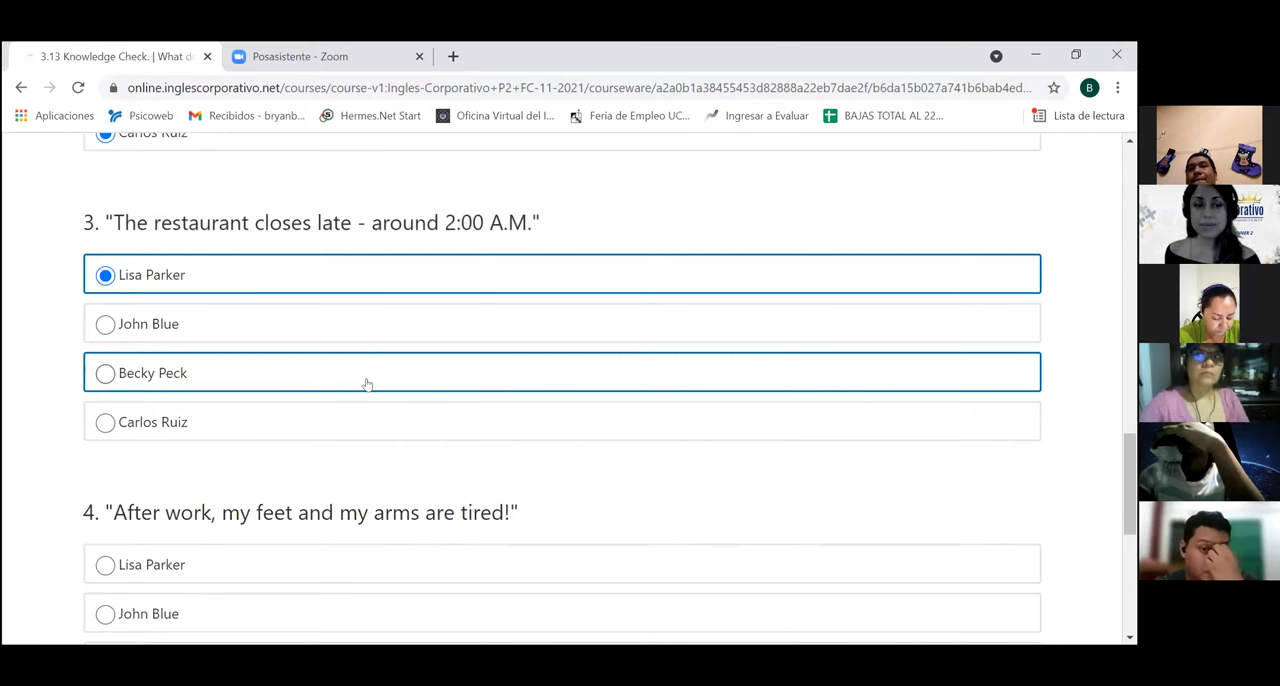 3.13 Knowledge Check. | What d
Posasistente - Zoom
online.inglescorporativo.net/courses/course-v1:Ingles-Corporativo+P2+FC-11-2021/courseware/a2a0b1a38455453d82888a22eb7dae2f/b6da15b027a741b6bab4ed...
B
Aplicaciones
Psicoweb
Recibidos - bryanb...
Hermes.Net Start
Oficina Virtual del I...
Feria de Empleo UC...
Ingresar a Evaluar
BAJAS TOTAL AL 22...
Lista de lectura
Carlos Ruiz
3. "The restaurant closes late - around 2:00 A.M."
Lisa Parker
John Blue
Becky Peck
Carlos Ruiz
4. "After work, my feet and my arms are tired!"
Lisa Parker
John Blue